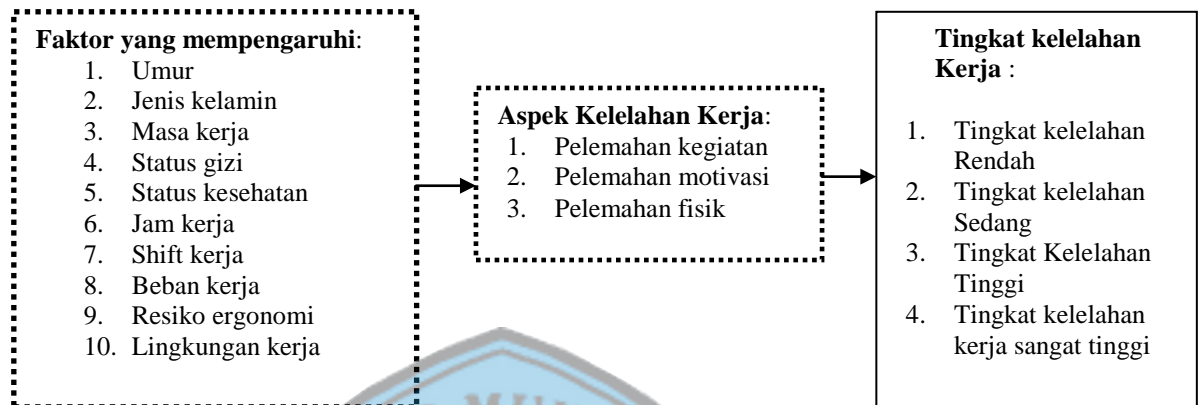 Faktor yang mempengaruhi:
1. Umur
2. Jenis kelamin
3. Masa kerja
4. Status gizi
5. Status kesehatan
6. Jam kerja
7. Shift kerja
8. Beban kerja
9. Resiko ergonomi
10. Lingkungan kerja
Aspek Kelelahan Kerja:
1. Pelemahan kegiatan
2. Pelemahan motivasi
3. Pelemahan fisik
Tingkat kelelahan
Kerja :
1. Tingkat kelelahan
Rendah
2. Tingkat kelelahan
Sedang
3. Tingkat Kelelahan
Tinggi
4. Tingkat kelelahan
kerja sangat tinggi